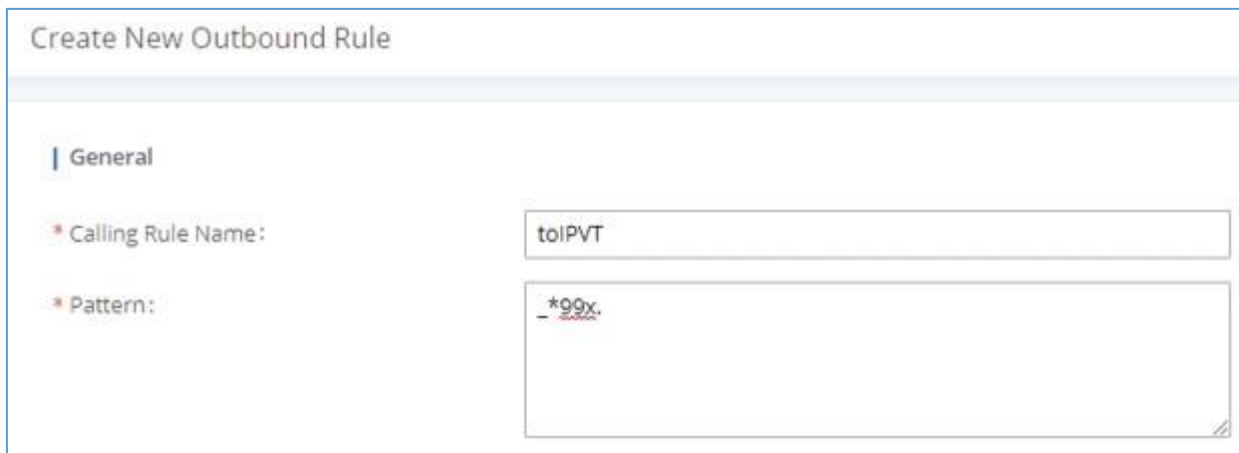 Create New Outbound Rule
General
* Calling Rule Name: toIPVT
* Pattern: _*99x.